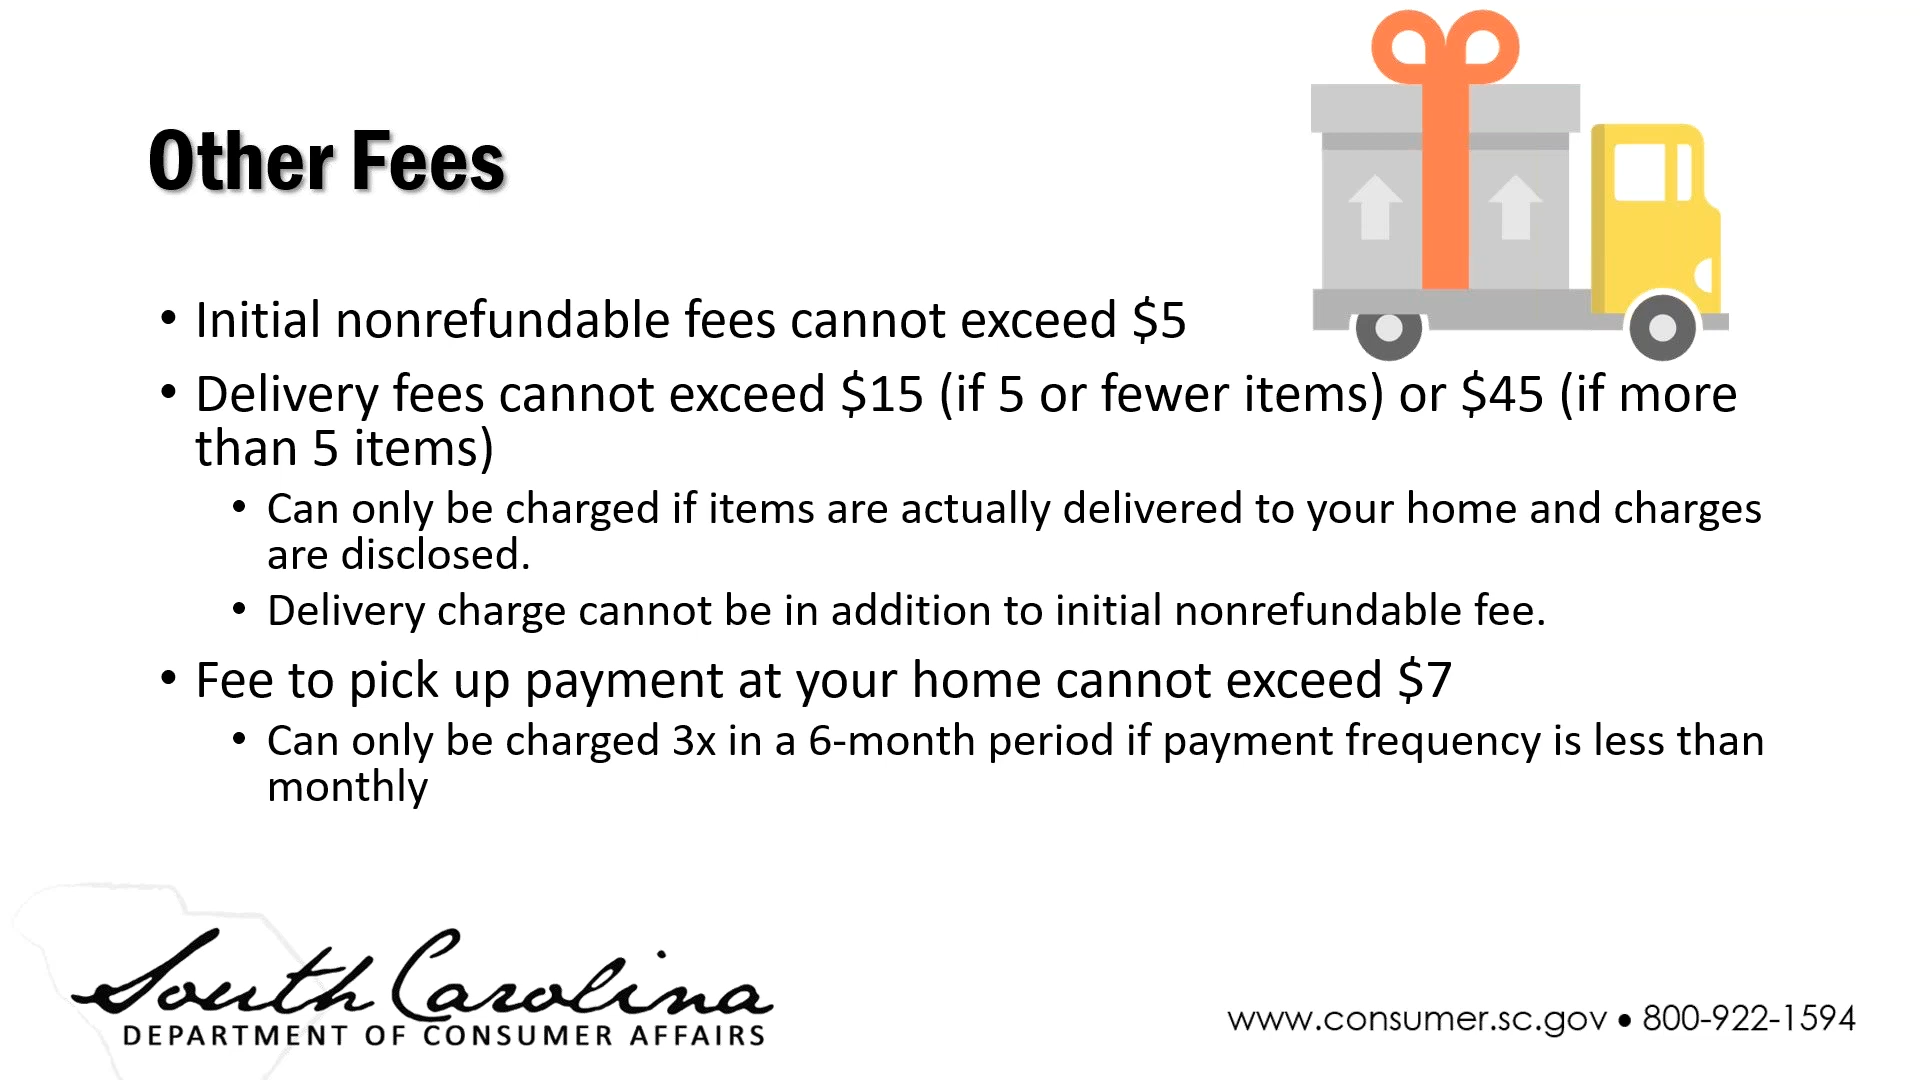 Other Fees
• Initial nonrefundable fees cannot exceed $5
• Delivery fees cannot exceed $15 (if 5 or fewer items) or $45 (if more
than 5 items)
• Can only be charged if items are actually delivered to your home and charges
are disclosed.
• Delivery charge cannot be in addition to initial nonrefundable fee.
• Fee to pick up payment at your home cannot exceed $7
• Can only be charged 3x in a 6-month period if payment frequency is less than
monthly
South Carolina
DEPARTMENT OF CONSUMER AFFAIRS
www.consumer.sc.gov • 800-922-1594